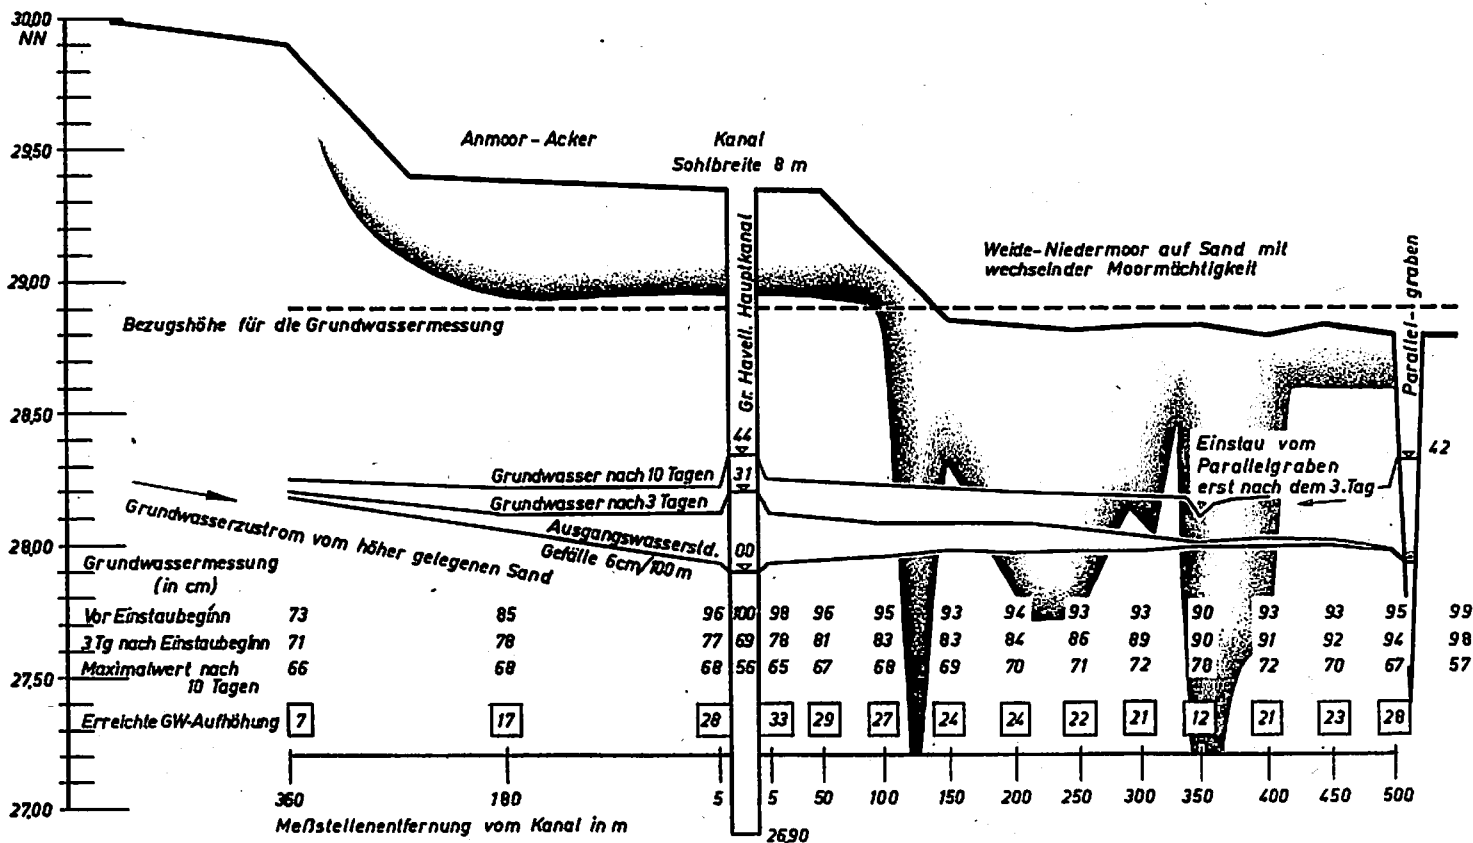 30,00
NN
29,50
29,00
28,50
28,00
27,50
27,00
Anmoor-Acker
Kanal
Sohlbreite 8 m
Gr. Havell. Hauptkanal
Weide-Niedermoor auf Sand mit
wechselnder Moormächtigkeit
Parallel-graben
Bezugshöhe für die Grundwassermessung
44
31
00
42
Grundwasser nach 10 Tagen
Grundwasser nach 3 Tagen
Ausgangswasserstd.
Gefälle 6cm/100m
Grundwasserzustrom vom höher gelegenen Sand
Einstau vom
Parallelgraben
erst nach dem 3.Tag
Grundwassermessung
(in cm)
Vor Einstaubeginn 73 85 96 100 98 96 95 93 94 93 93 90 93 93 95 99
3 Tg nach Einstaubeginn 71 78 77 69 78 81 83 83 84 86 89 90 91 92 94 98
Maximalwert nach 66 68 68 56 65 67 68 69 70 71 72 78 72 70 67 57
10 Tagen
Erreichte GW-Aufhöhung 7 17 28 33 29 27 24 24 22 21 12 21 23 28
360 180 5 5 50 100 150 200 250 300 350 400 450 500
Meßstellenentfernung vom Kanal in m
26,90